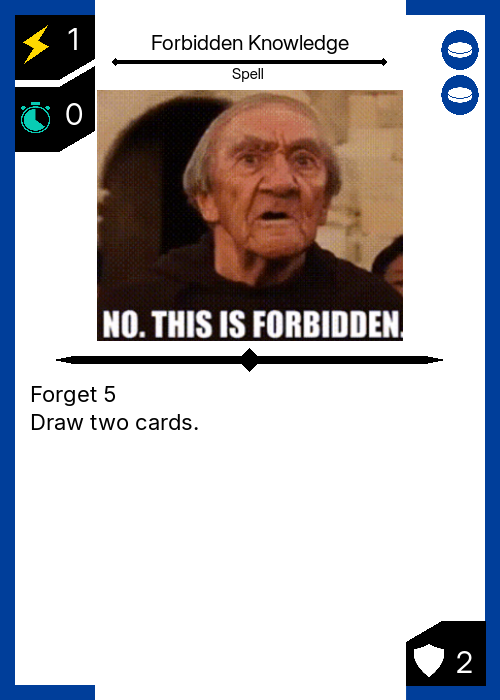 1
Forbidden Knowledge
Spell
0
NO. THIS IS FORBIDDEN.
Forget 5
Draw two cards.
2